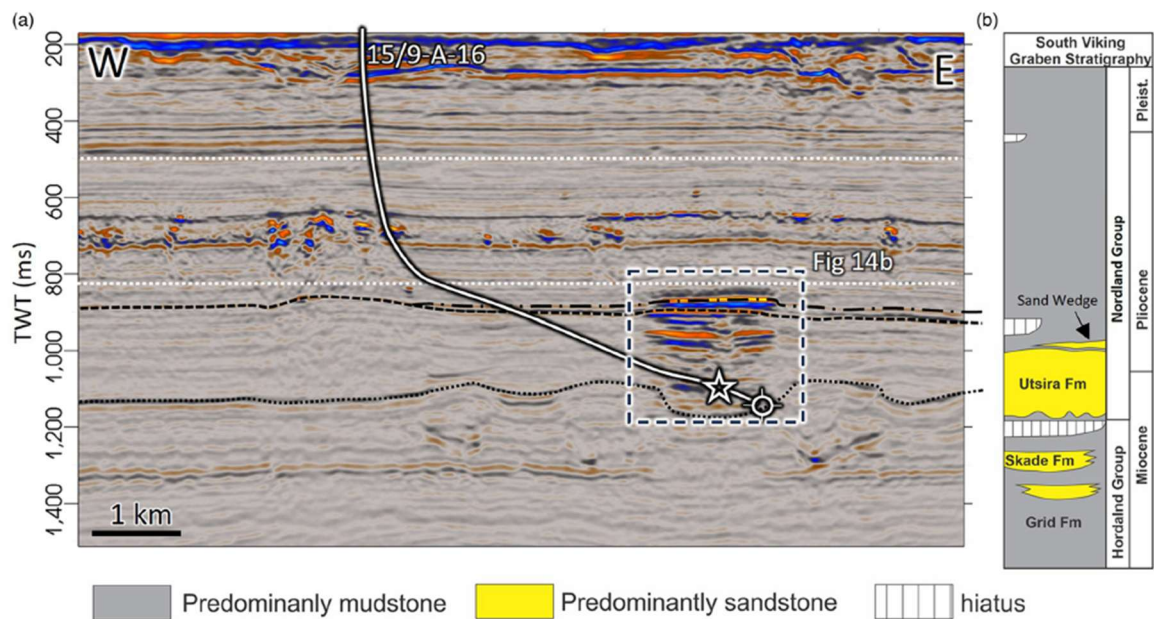 (a)
(b)
W
15/9-A-16
E
South Viking
Graben Stratigraphy
TWT (ms)
200
400
600
800
1,000
1,200
1,400
Fig 14b
1 km
Sand Wedge
Utsira Fm
Skade Fm
Grid Fm
Nordland Group
Hordalnd Group
Pleist.
Pliocene
Miocene
Predominanly mudstone
Predominantly sandstone
hiatus